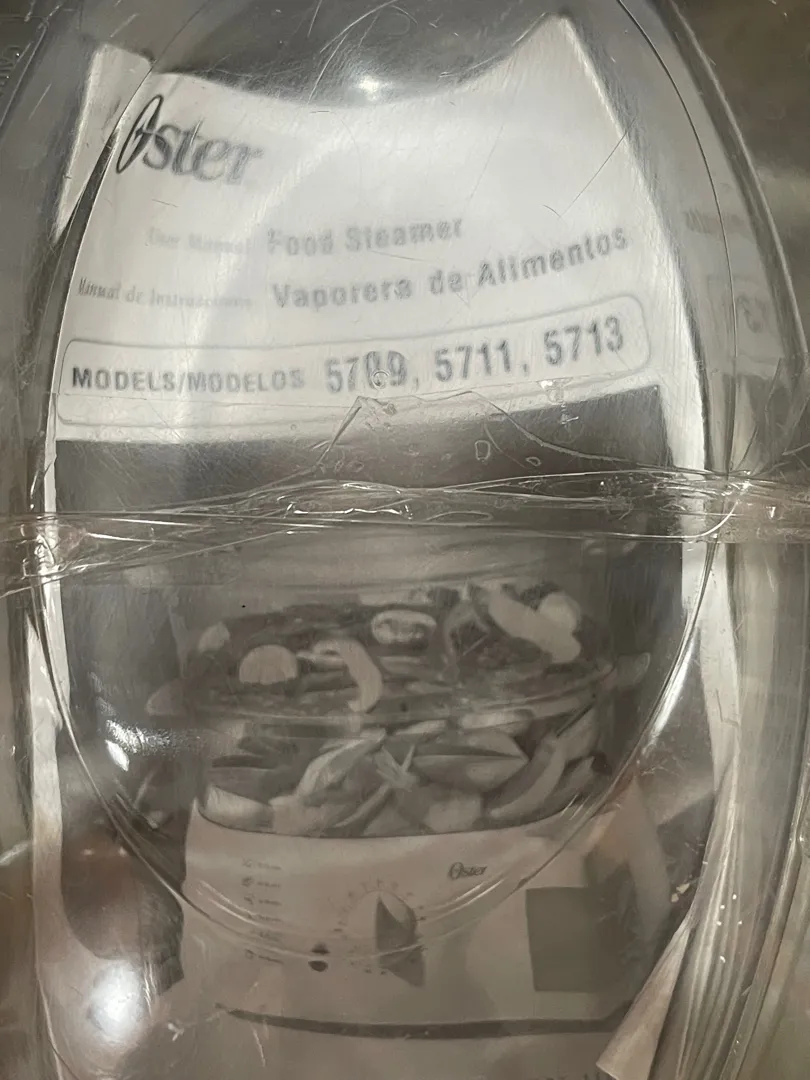 Oster
User Manual Food Steamer
Manual de Instrucciones Vaporera de Alimentos
MODELS/MODELOS 5709, 5711, 5713
Oster